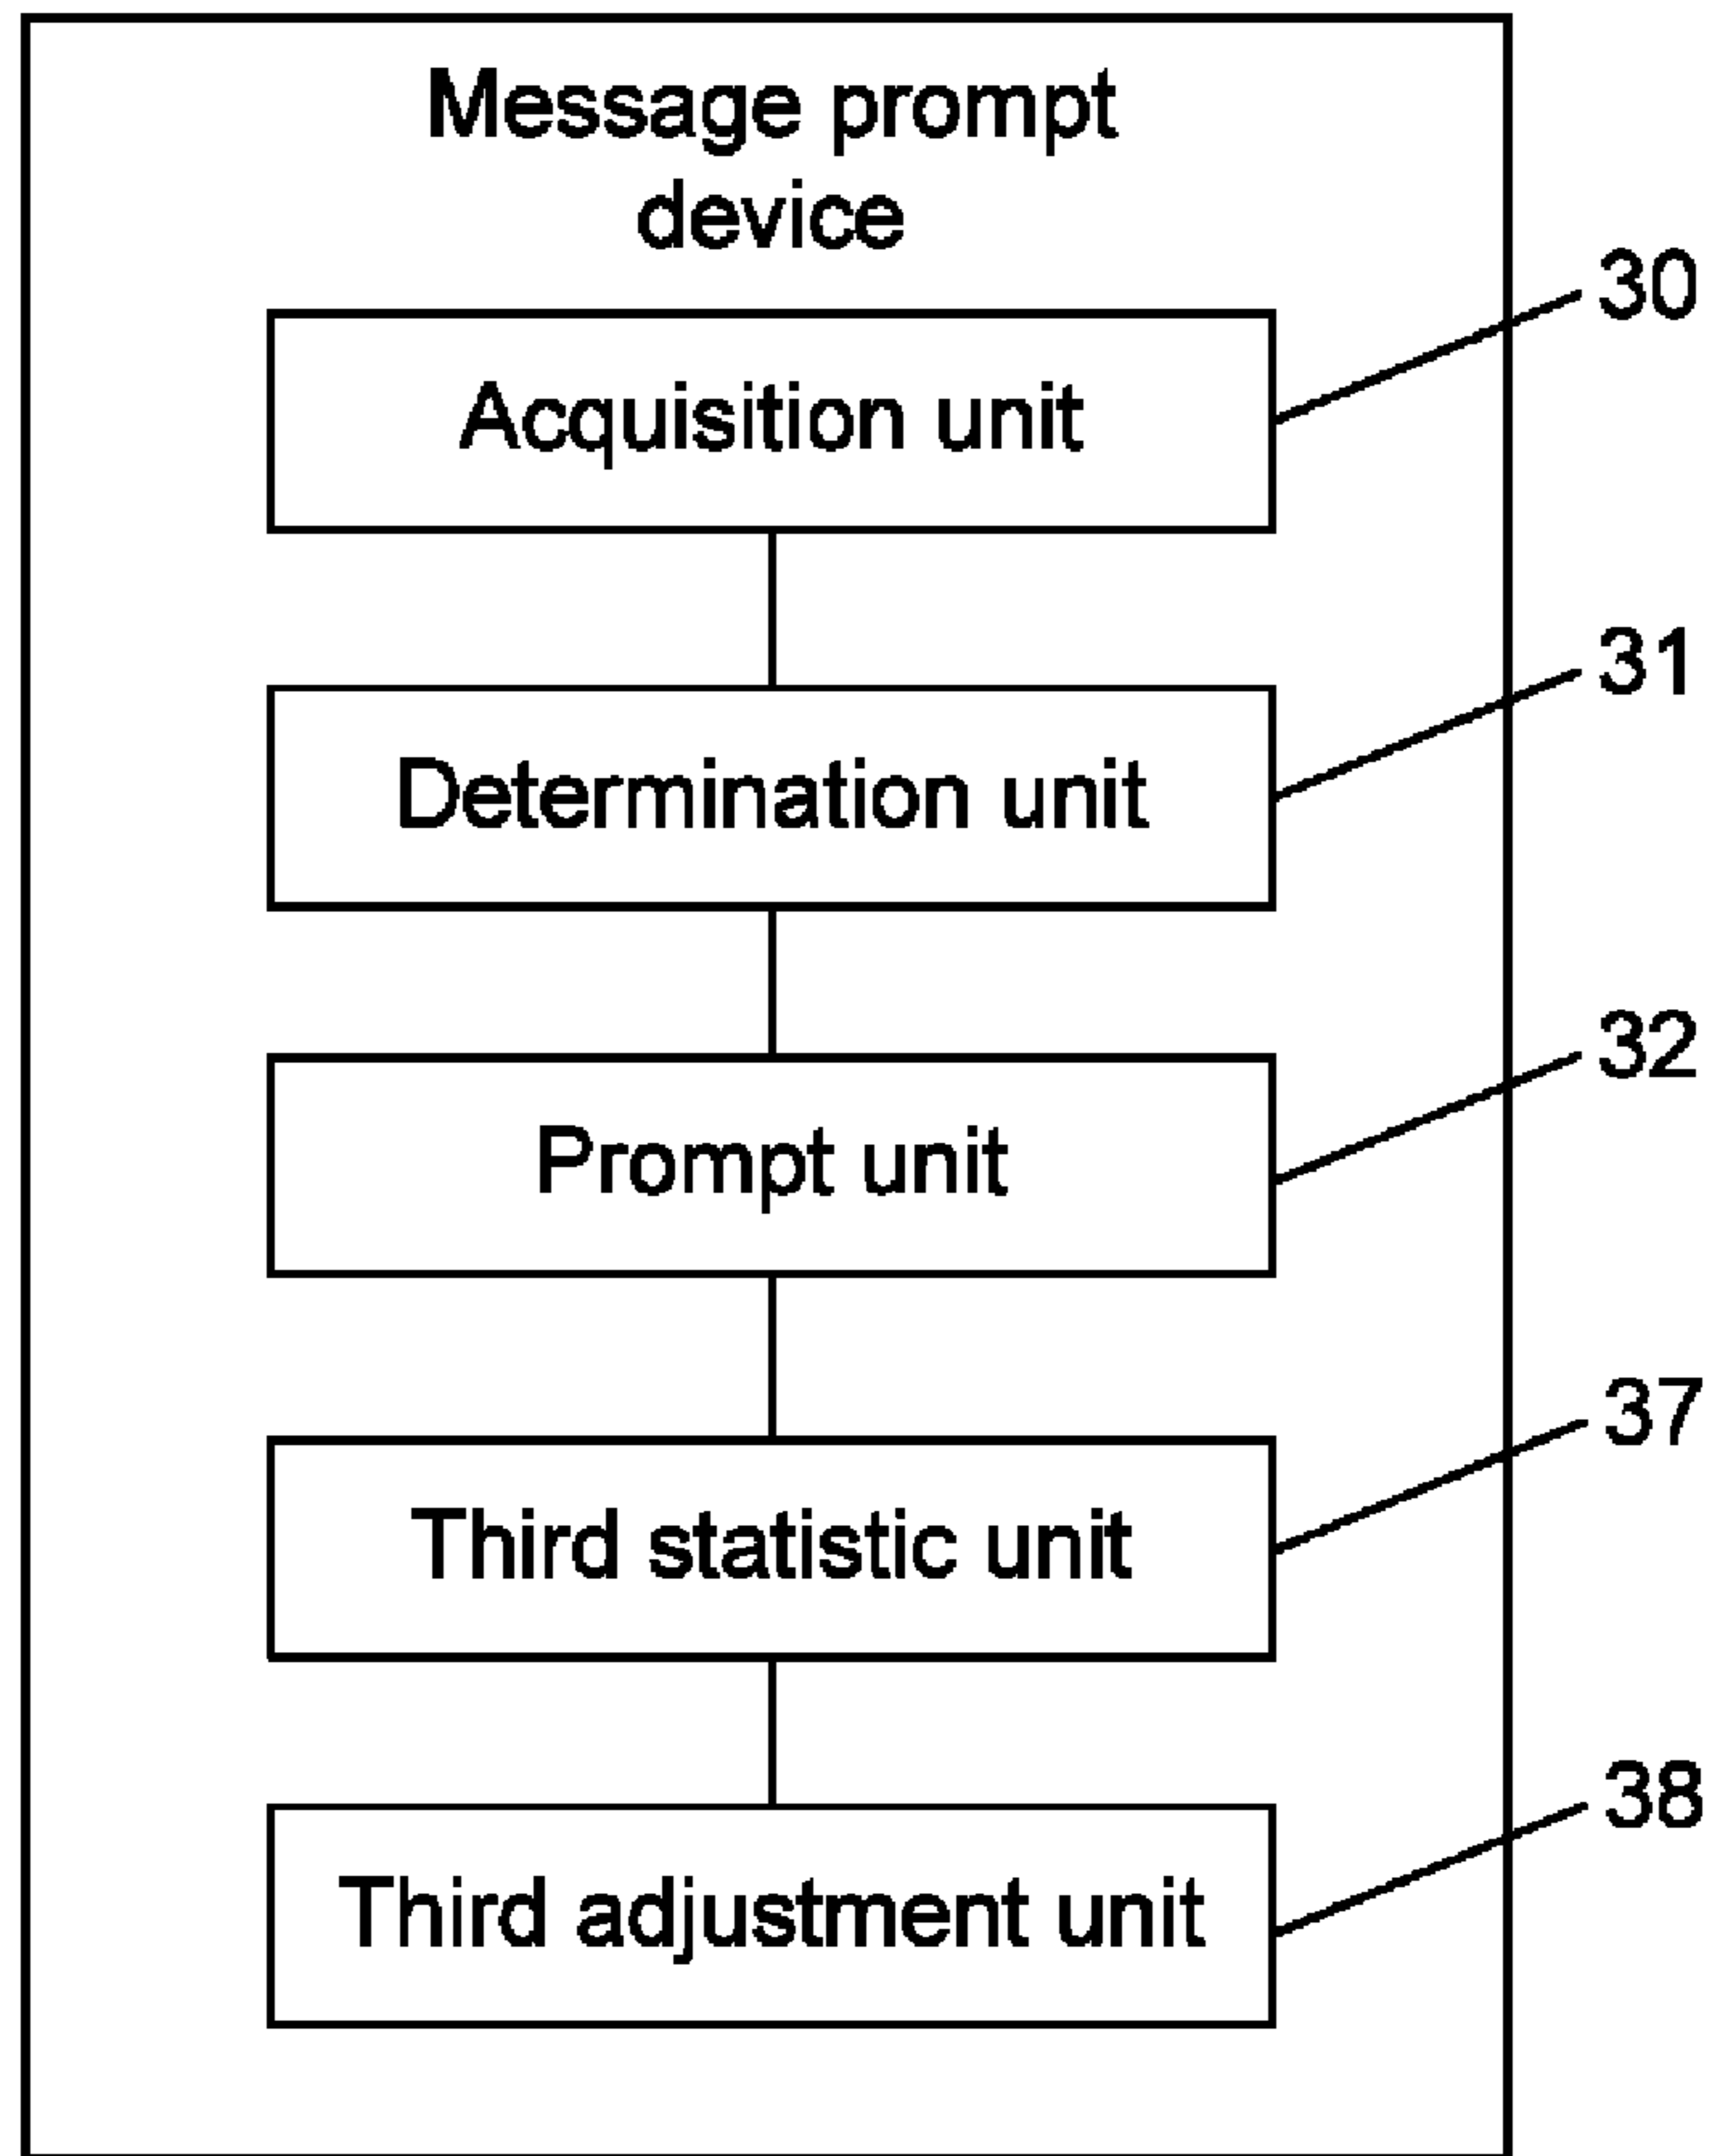 Message prompt
device
30
Acquisition unit
31
Determination unit
32
Prompt unit
37
Third statistic unit
38
Third adjustment unit